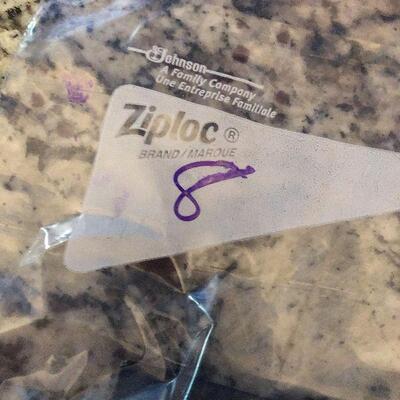 SC Johnson
A Family Company
Une Entreprise Familiale
Ziploc®
BRAND/MARQUE
8